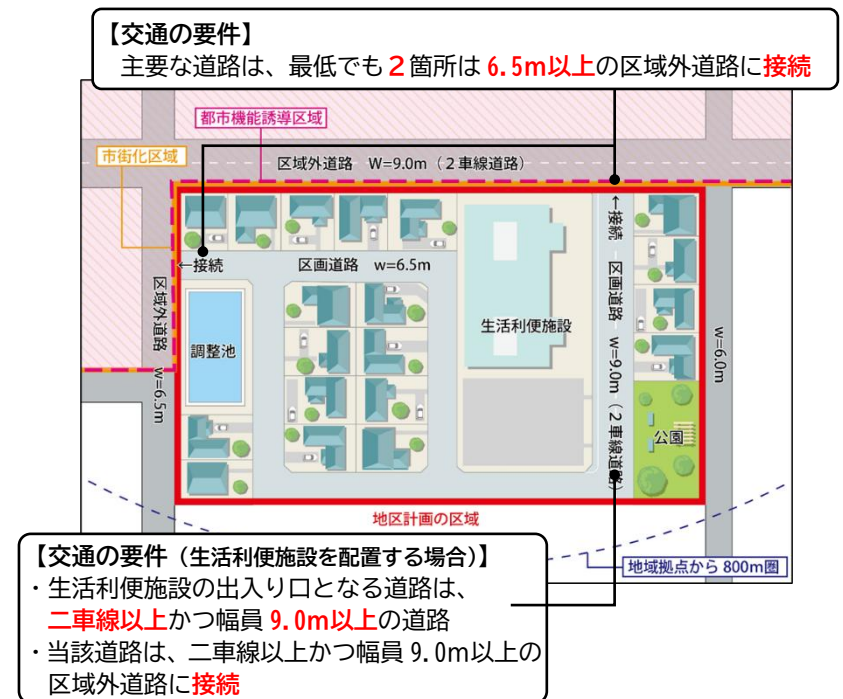 【交通の要件】
主要な道路は、最低でも２箇所は 6.5m以上の区域外道路に接続
都市機能誘導区域
市街化区域
区域外道路 W=9.0m（２車線道路）
←接続
区画道路 w=6.5m
←接続 区画道路 w=9.0m（２車線道路）
生活利便施設
調整池
区域外道路 w=6.5m
w=6.0m
公園
地区計画の区域
地域拠点から 800m圏
【交通の要件（生活利便施設を配置する場合）】
・生活利便施設の出入り口となる道路は、
二車線以上かつ幅員 9.0m以上の道路
・当該道路は、二車線以上かつ幅員 9.0m以上の
区域外道路に接続